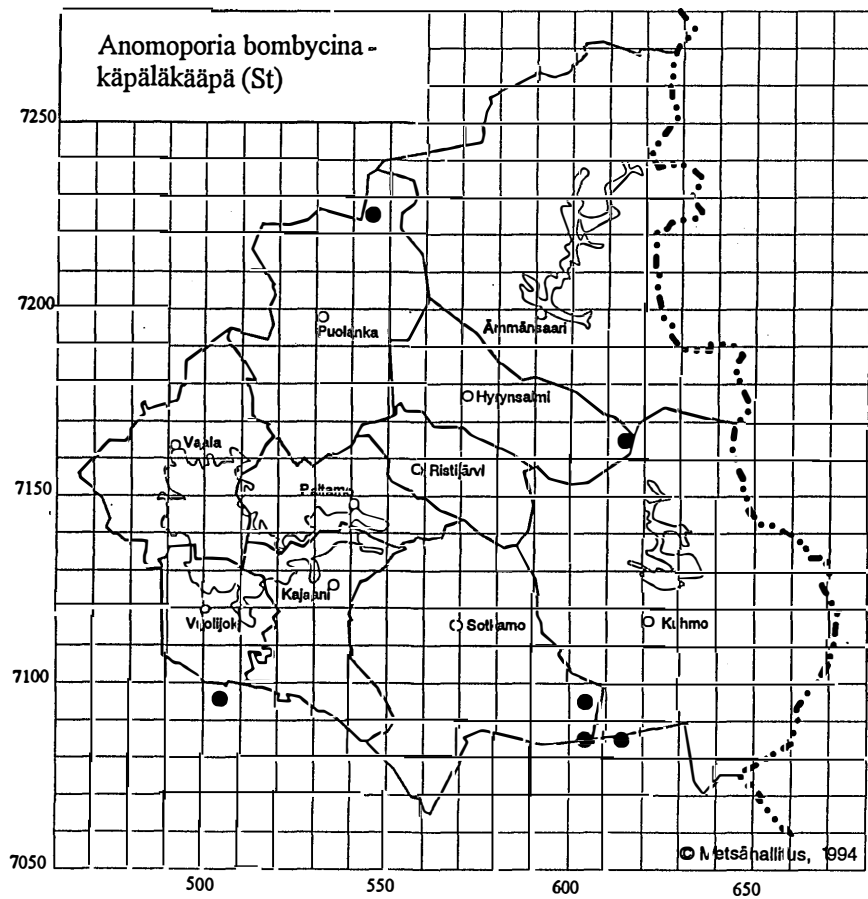 Anomoporia bombycina -
käpäläkääpä (St)
7250
7200
Puolanka
Ämmänsaari
Hyrynsalmi
Vaala
Ristijärvi
7150
Paltamo
Kajaani
Vuolijoki
Sotkamo
Kuhmo
7100
7050
© Metsähallitus, 1994
500
550
600
650